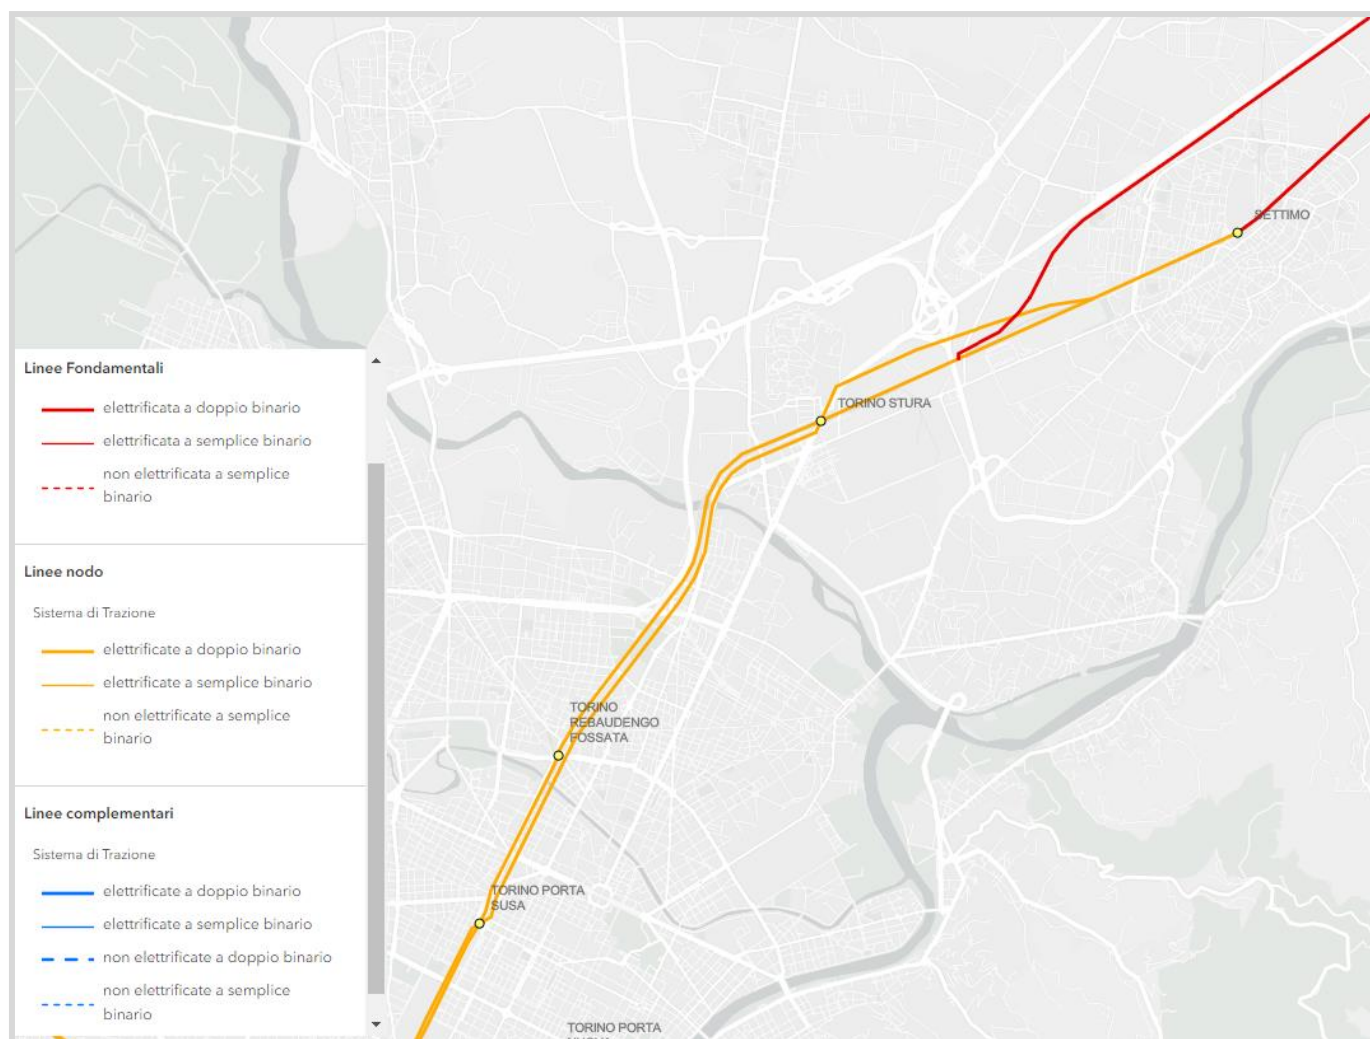 SETTIMO
TORINO STURA
TORINO
REBAUDENGO
FOSSATA
TORINO PORTA
SUSA
TORINO PORTA
Linee Fondamentali
elettrificata a doppio binario
elettrificata a semplice binario
non elettrificata a semplice
binario
Linee nodo
Sistema di Trazione
elettrificate a doppio binario
elettrificate a semplice binario
non elettrificate a semplice
binario
Linee complementari
Sistema di Trazione
elettrificate a doppio binario
elettrificate a semplice binario
non elettrificate a doppio binario
non elettrificate a semplice
binario